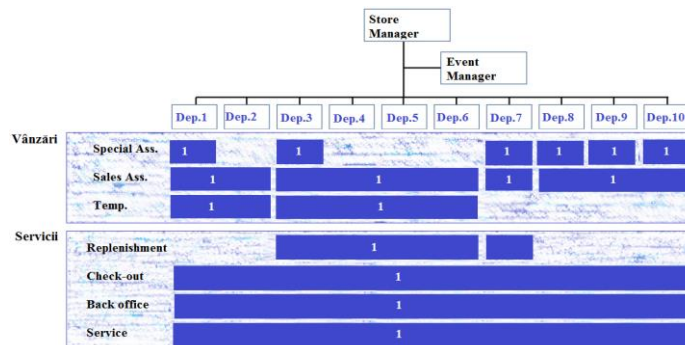 Store
Manager
Event
Manager
Dep.1 Dep.2 Dep.3 Dep.4 Dep.5 Dep.6 Dep.7 Dep.8 Dep.9 Dep.10
Vânzări
Special Ass. 1 1 1 1 1 1
Sales Ass. 1 1 1 1
Temp. 1 1
Servicii
Replenishment 1
Check-out 1
Back office 1
Service 1